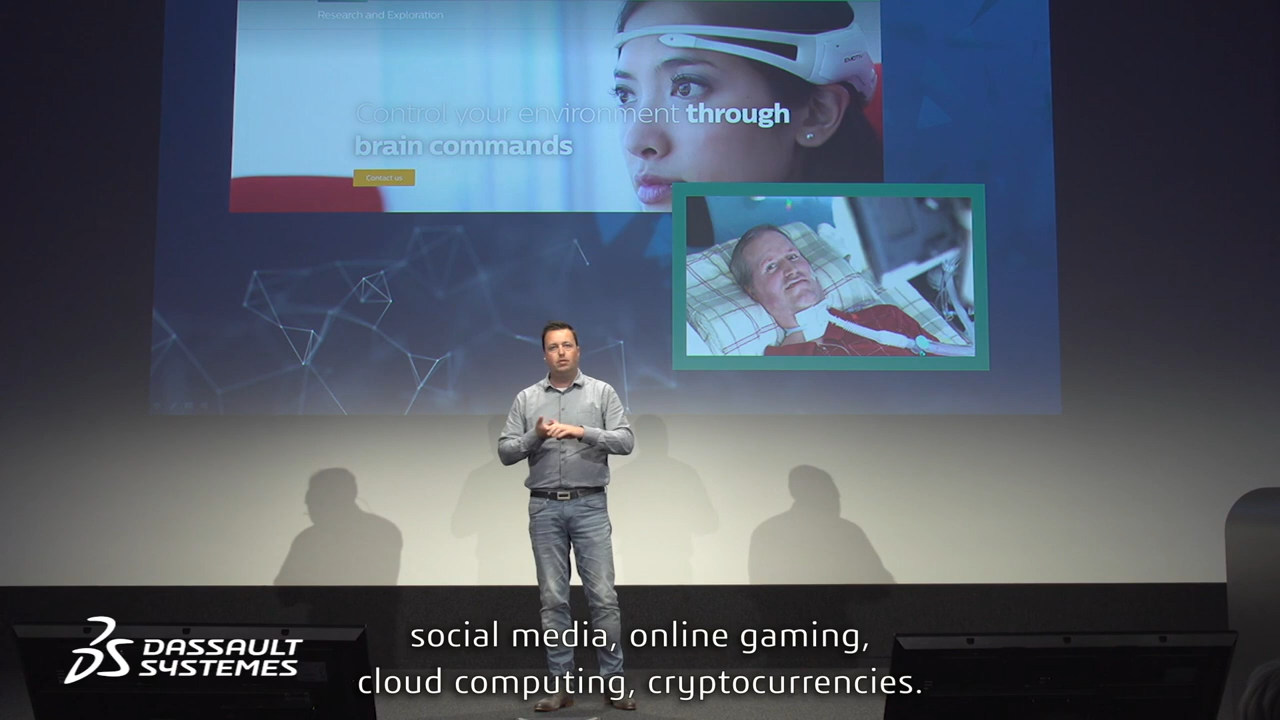 Research and Exploration
Control your environment through
brain commands
Contact us
EMOTIV
DASSAULT
SYSTEMES
social media, online gaming,
cloud computing, cryptocurrencies.